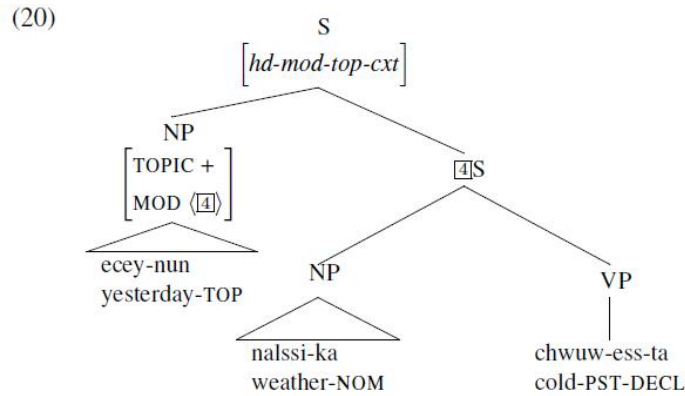 (20)
S
[hd-mod-top-cxt]
NP
[TOPIC +
MOD ⟨[4]⟩]
[4]S
ecey-nun
yesterday-TOP
NP
VP
nalssi-ka
weather-NOM
chwuw-ess-ta
cold-PST-DECL